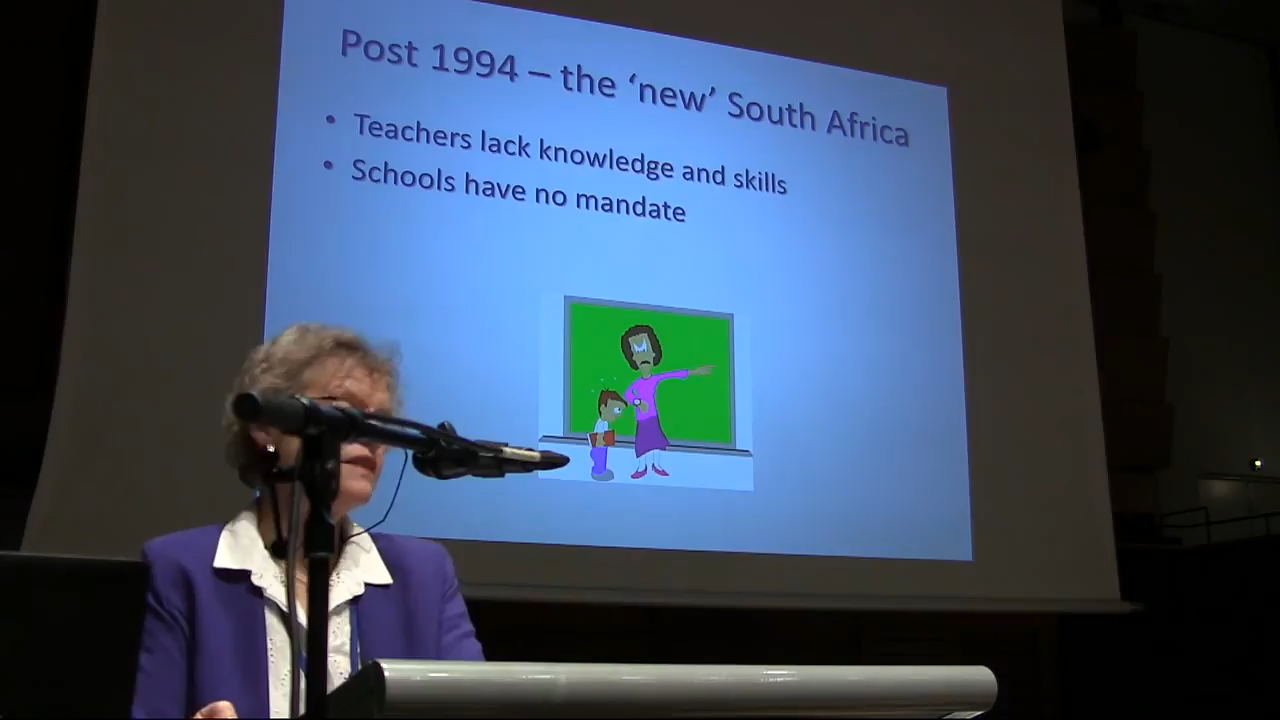 Post 1994 – the ‘new’ South Africa
• Teachers lack knowledge and skills
• Schools have no mandate